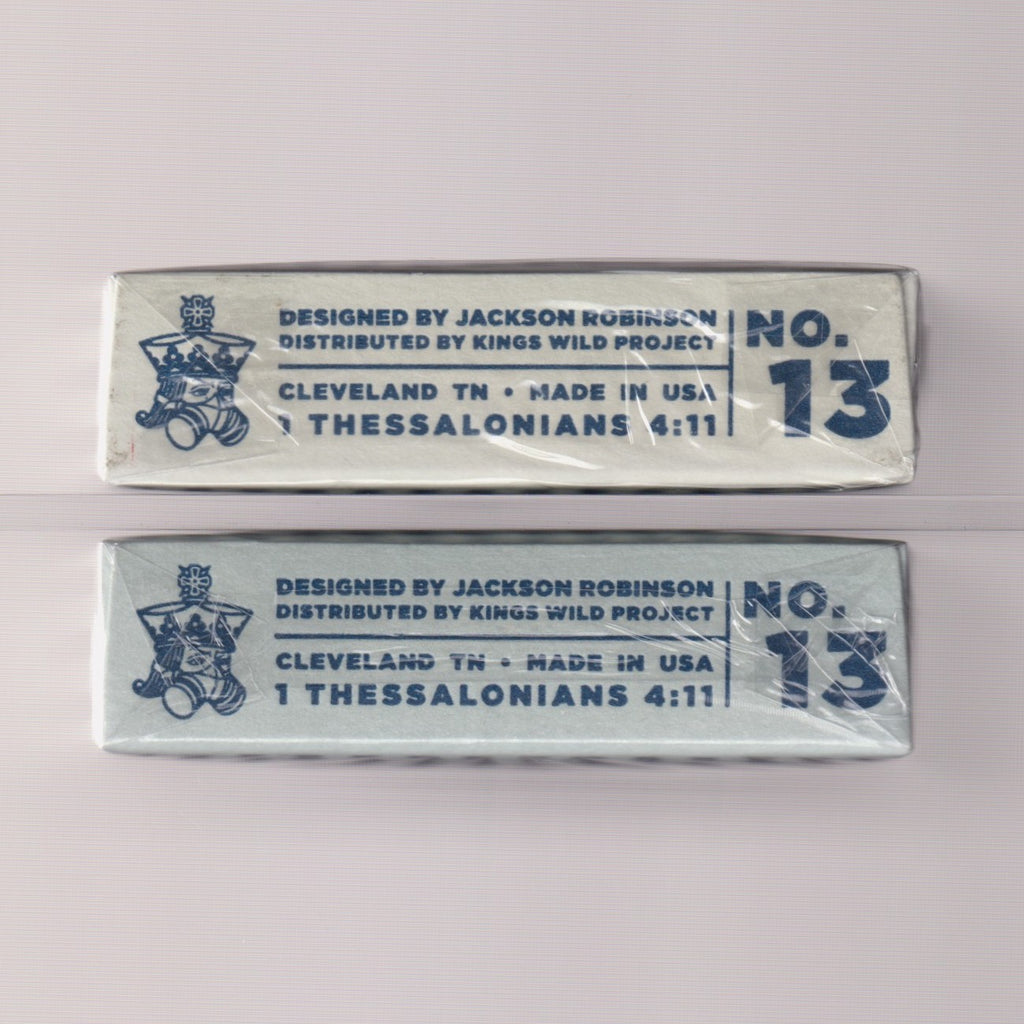 DESIGNED BY JACKSON ROBINSON
DISTRIBUTED BY KINGS WILD PROJECT
CLEVELAND TN • MADE IN USA
1 THESSALONIANS 4:11
NO.
13
DESIGNED BY JACKSON ROBINSON
DISTRIBUTED BY KINGS WILD PROJECT
CLEVELAND TN • MADE IN USA
1 THESSALONIANS 4:11
NO.
13